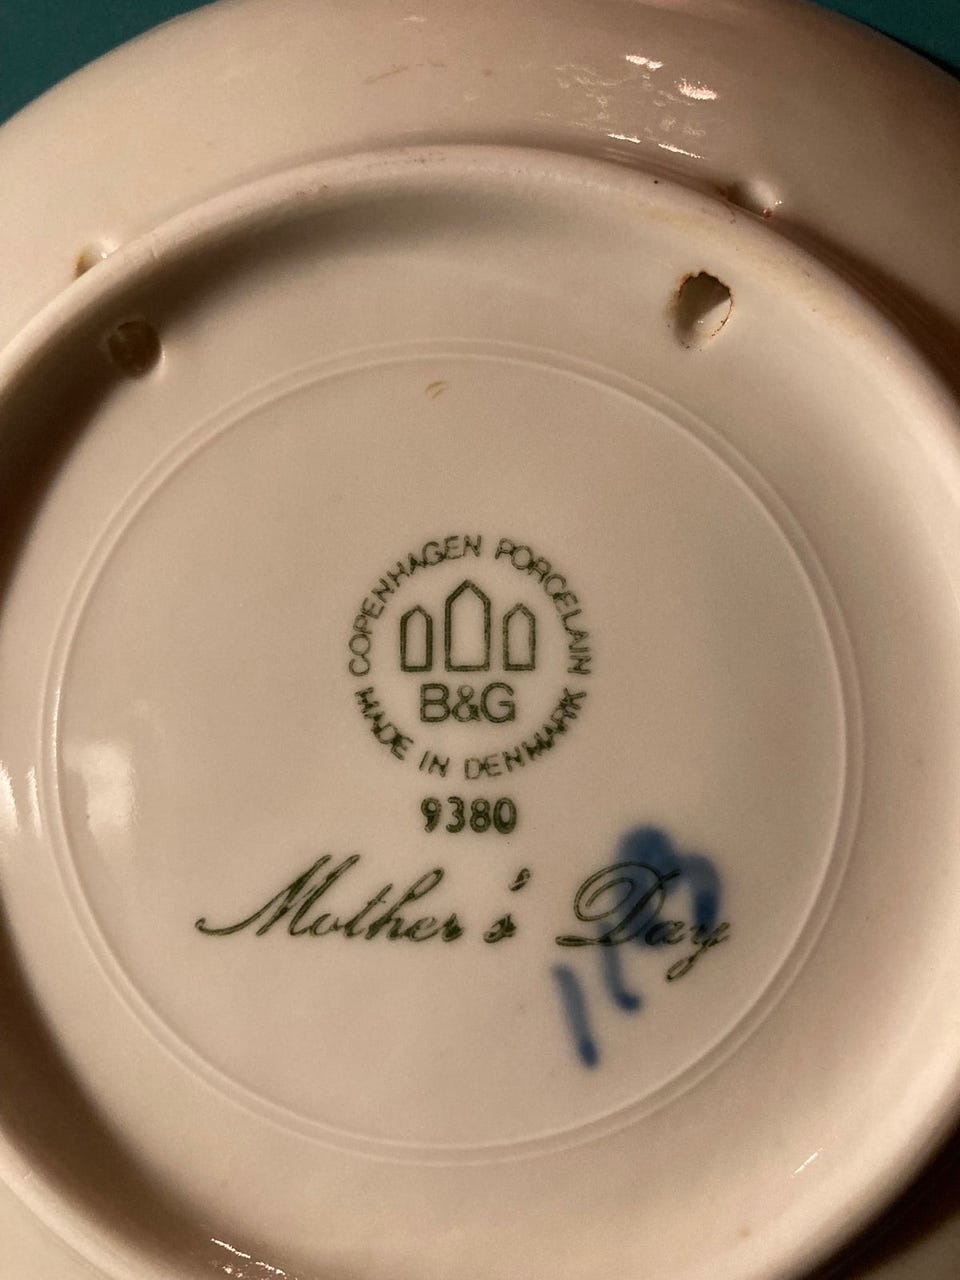 COPENHAGEN PORCELAIN
B&G
MADE IN DENMARK
9380
Mother's Day